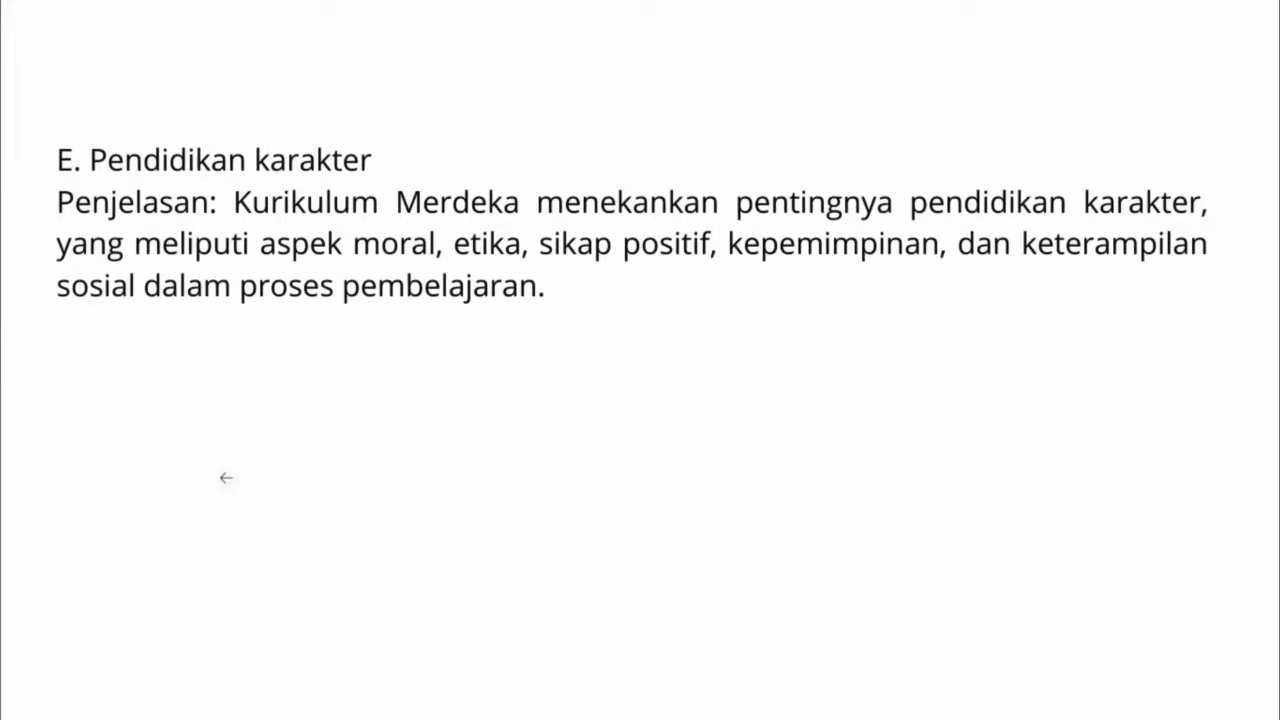 E. Pendidikan karakter
Penjelasan: Kurikulum Merdeka menekankan pentingnya pendidikan karakter,
yang meliputi aspek moral, etika, sikap positif, kepemimpinan, dan keterampilan
sosial dalam proses pembelajaran.